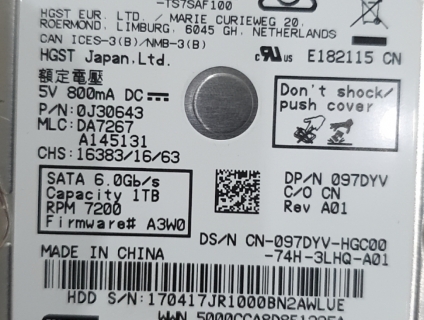 -TS7SAF100
HGST EUR. LTD. / MARIE CURIEWEG 20,
ROERMOND, LIMBURG, 6045 GH, NETHERLANDS
CAN ICES-3(B)/NMB-3(B)
HGST Japan,Ltd.
E182115 CN
額定電壓
5V 800mA DC
P/N:0J30643
MLC:DA7267
A145131
CHS:16383/16/63
Don't shock/
push cover
SATA 6.0Gb/s
Capacity 1TB
RPM 7200
Firmware# A3W0
DP/N 097DYV
C/O CN
Rev A01
DS/N CN-097DYV-HGC00
-74H-3LHQ-A01
MADE IN CHINA
HDD S/N:170417JR1000BN2AWLUE
WWN 5000CCA8D8